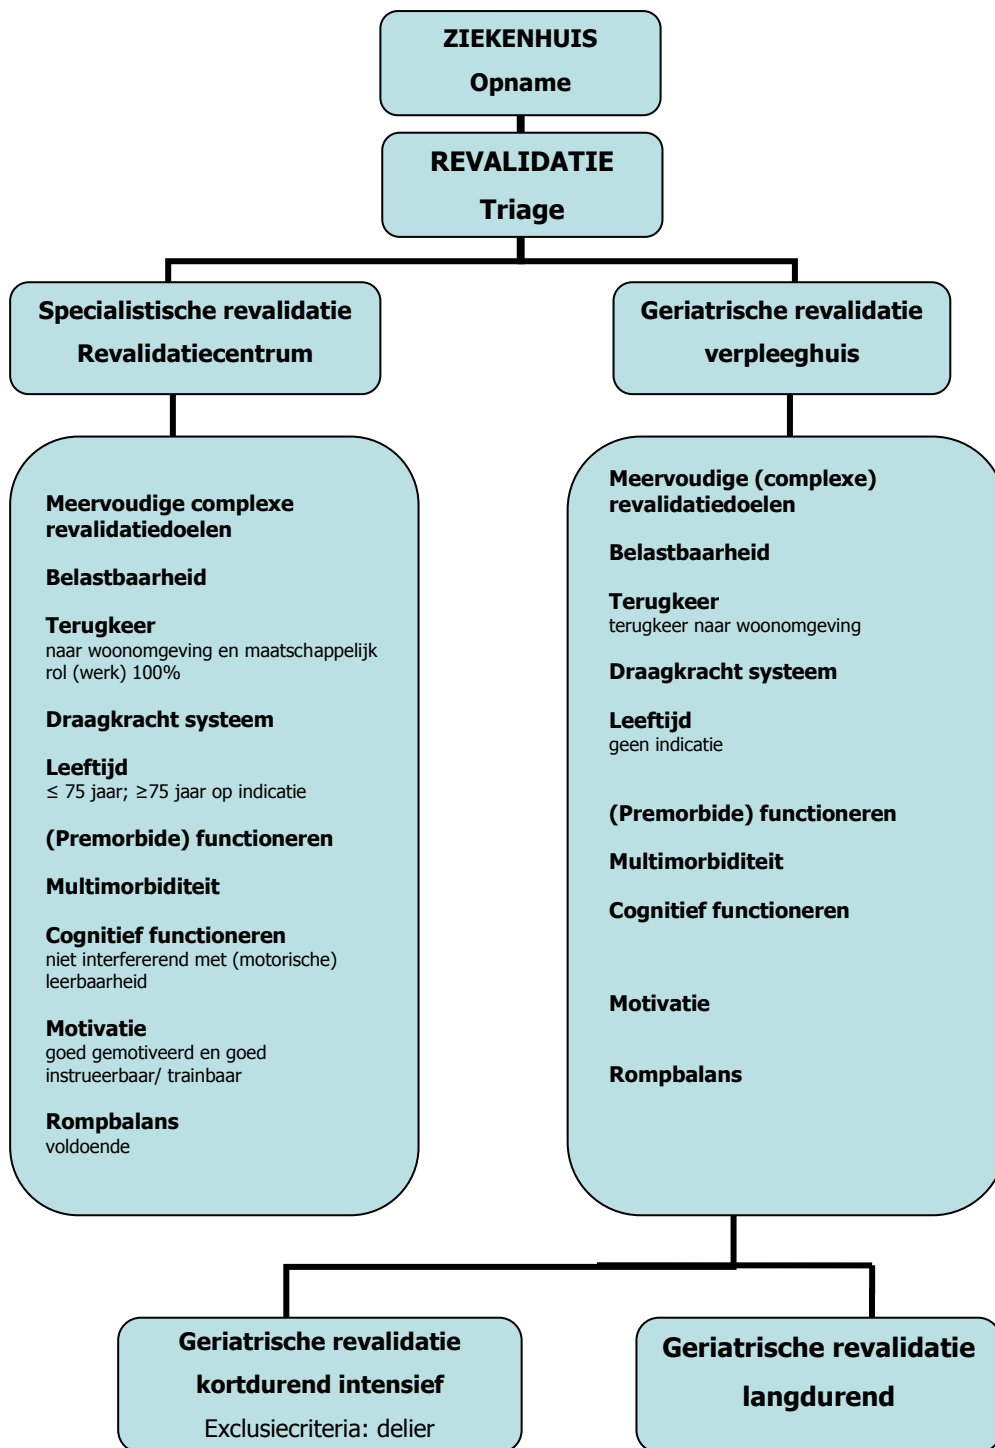 ZIEKENHUIS
Opname
REVALIDATIE
Triage
Specialistische revalidatie
Revalidatiecentrum
Geriatrische revalidatie
verpleeghuis
Meervoudige complexe
revalidatiedoelen
Belastbaarheid
Terugkeer
naar woonomgeving en maatschappelijk
rol (werk) 100%
Draagkracht systeem
Leeftijd
≤ 75 jaar; ≥75 jaar op indicatie
(Premorbide) functioneren
Multimorbiditeit
Cognitief functioneren
niet interfererend met (motorische)
leerbaarheid
Motivatie
goed gemotiveerd en goed
instrueerbaar/ trainbaar
Rompbalans
voldoende
Meervoudige (complexe)
revalidatiedoelen
Belastbaarheid
Terugkeer
terugkeer naar woonomgeving
Draagkracht systeem
Leeftijd
geen indicatie
(Premorbide) functioneren
Multimorbiditeit
Cognitief functioneren
Motivatie
Rompbalans
Geriatrische revalidatie
kortdurend intensief
Exclusiecriteria: delier
Geriatrische revalidatie
langdurend